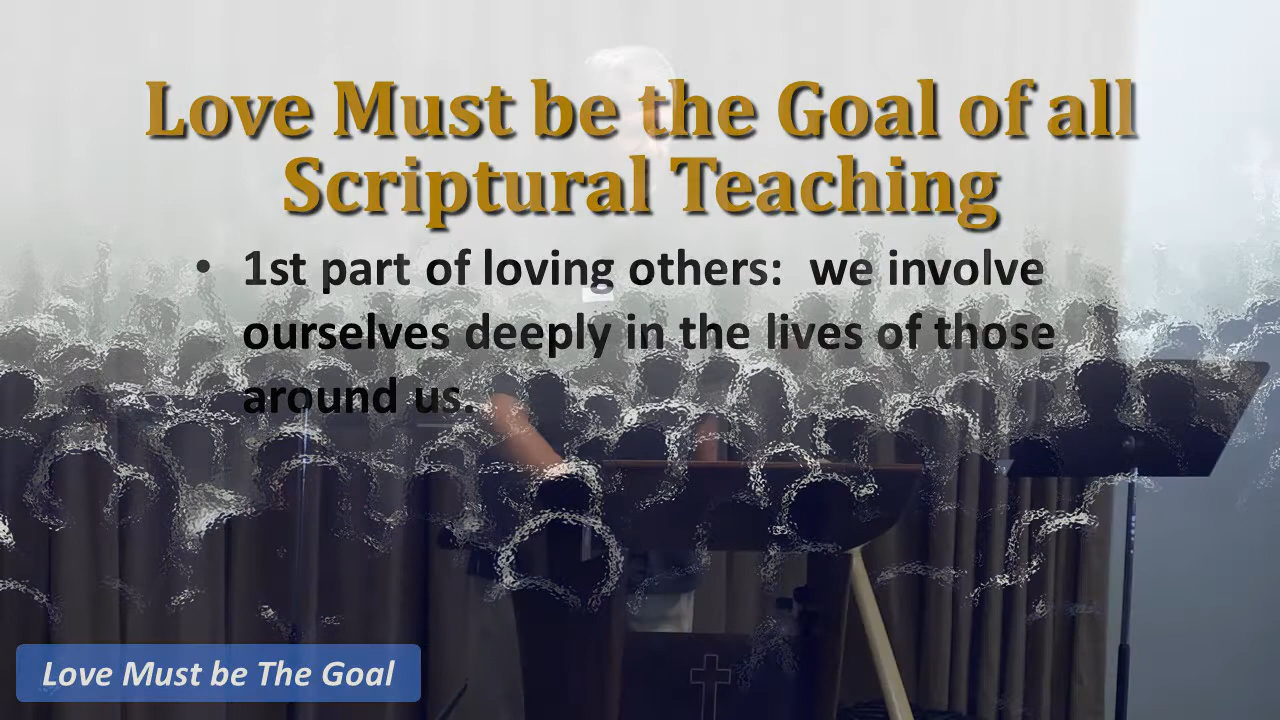 Love Must be the Goal of all
Scriptural Teaching
• 1st part of loving others:  we involve
ourselves deeply in the lives of those
around us.
Love Must be The Goal